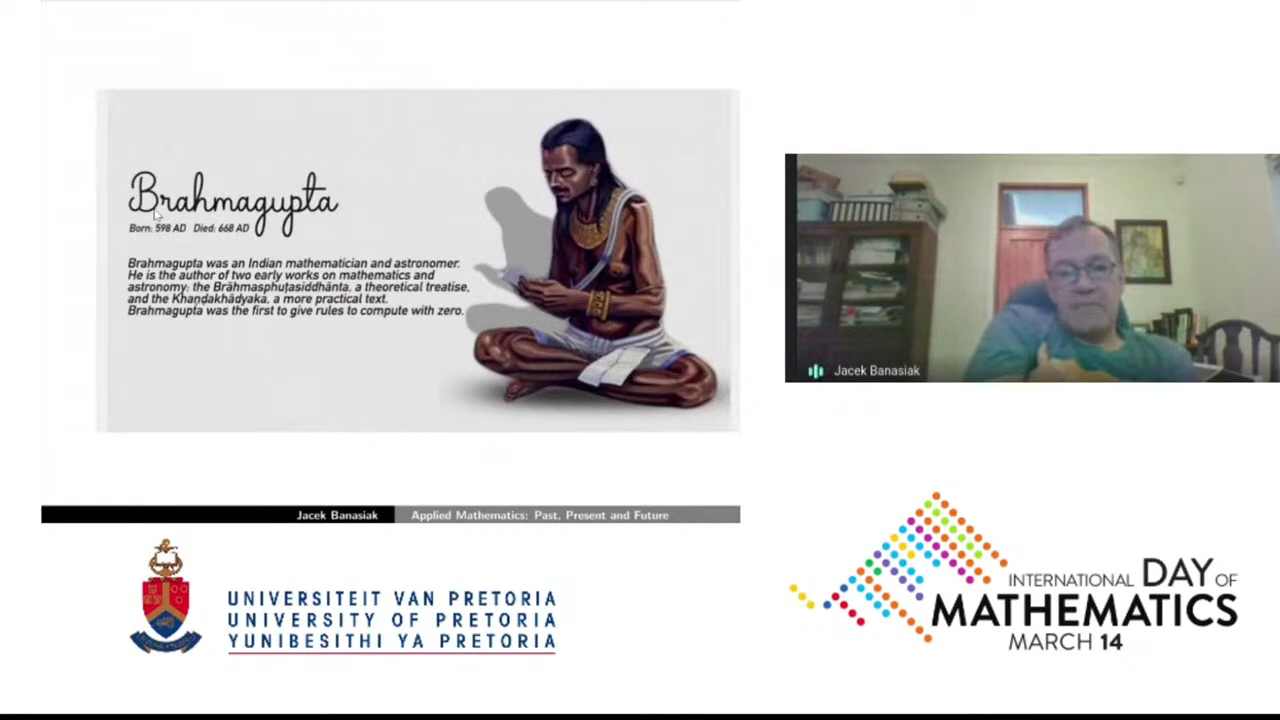 Brahmagupta
Born: 598 AD Died: 668 AD
Brahmagupta was an Indian mathematician and astronomer.
He is the author of two early works on mathematics and
astronomy: the Brāhmasphuṭasiddhānta, a theoretical treatise,
and the Khaṇḍakhādyaka, a more practical text.
Brahmagupta was the first to give rules to compute with zero.
Jacek Banasiak
Applied Mathematics: Past, Present and Future
Jacek Banasiak
UNIVERSITEIT VAN PRETORIA
UNIVERSITY OF PRETORIA
YUNIBESITHI YA PRETORIA
INTERNATIONAL DAY OF
MATHEMATICS
MARCH 14